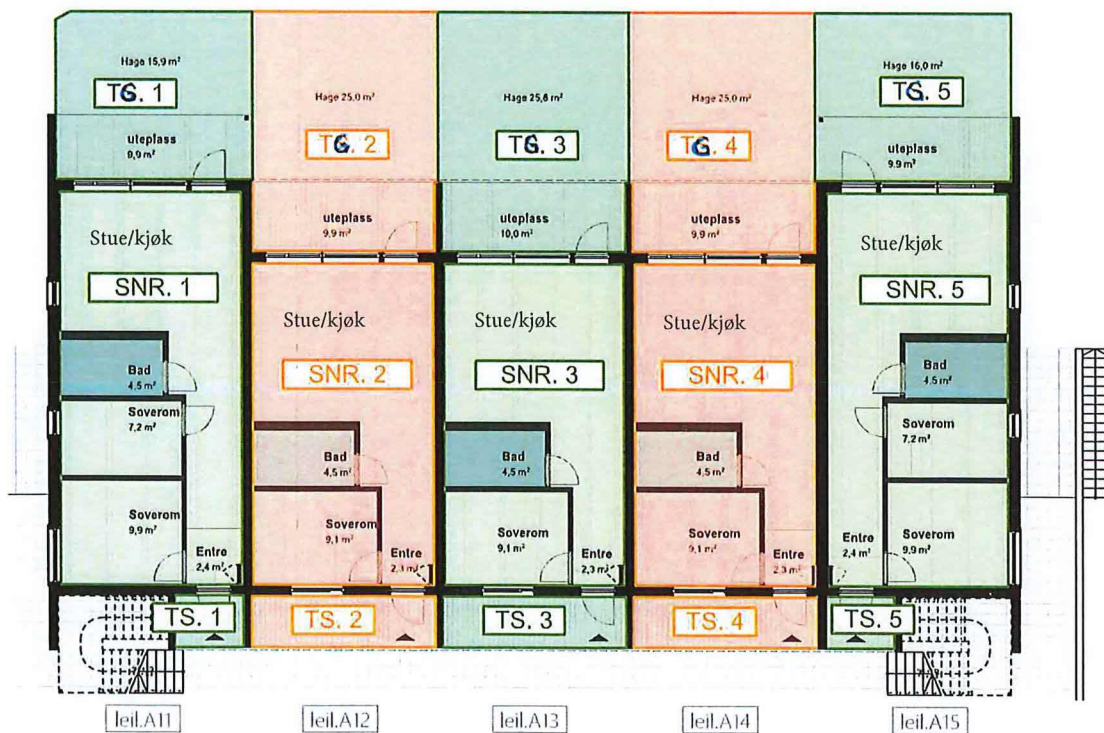 Hage 15,9 m²
TG. 1
uteplass
9,9 m²
Hage 25,0 m²
TG. 2
uteplass
9,9 m²
Hage 25,6 m²
TG. 3
uteplass
10,0 m²
Hage 25,0 m²
TG. 4
uteplass
9,9 m²
Hage 16,0 m²
TG. 5
uteplass
9,9 m²
Stue/kjøk
SNR. 1
Bad
4,5 m²
Soverom
7,2 m²
Soverom
9,9 m²
Entre
2,4 m²
Stue/kjøk
SNR. 2
Bad
4,5 m²
Soverom
9,1 m²
Entre
2,3 m²
Stue/kjøk
SNR. 3
Bad
4,5 m²
Soverom
9,1 m²
Entre
2,3 m²
Stue/kjøk
SNR. 4
Bad
4,5 m²
Soverom
9,1 m²
Entre
2,3 m²
Stue/kjøk
SNR. 5
Bad
4,5 m²
Soverom
7,2 m²
Soverom
9,9 m²
Entre
2,4 m²
TS. 1
TS. 2
TS. 3
TS. 4
TS. 5
leil.A11
leil.A12
leil.A13
leil.A14
leil.A15